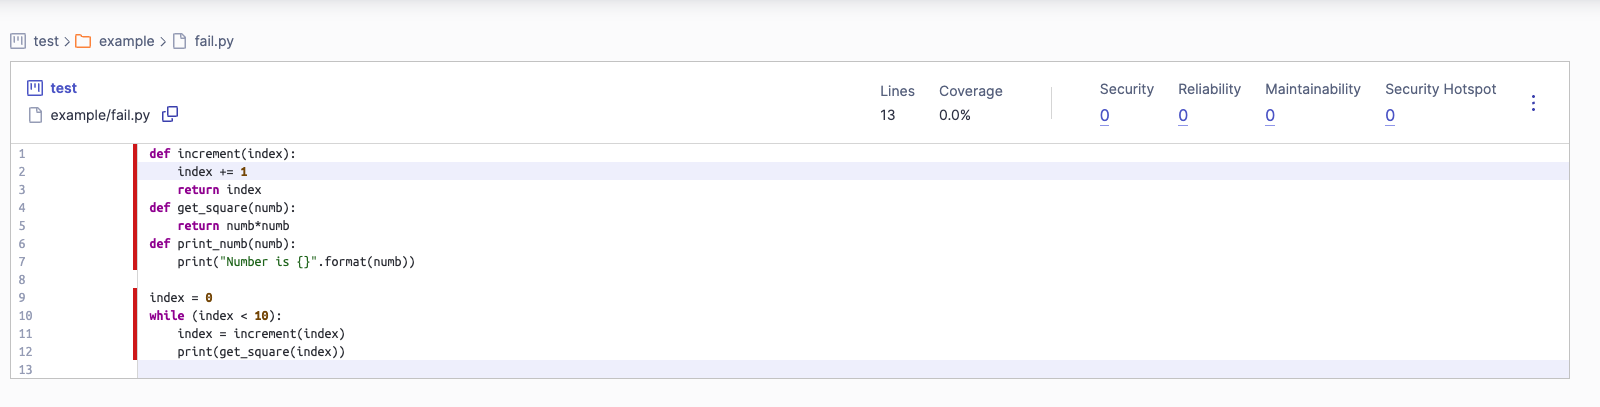 test > example > fail.py
test
example/fail.py
Lines Coverage Security Reliability Maintainability Security Hotspot
13 0.0% 0 0 0 0
1 def increment(index):
2     index += 1
3     return index
4 def get_square(numb):
5     return numb*numb
6 def print_numb(numb):
7     print("Number is {}".format(numb))
8
9 index = 0
10 while (index < 10):
11     index = increment(index)
12     print(get_square(index))
13